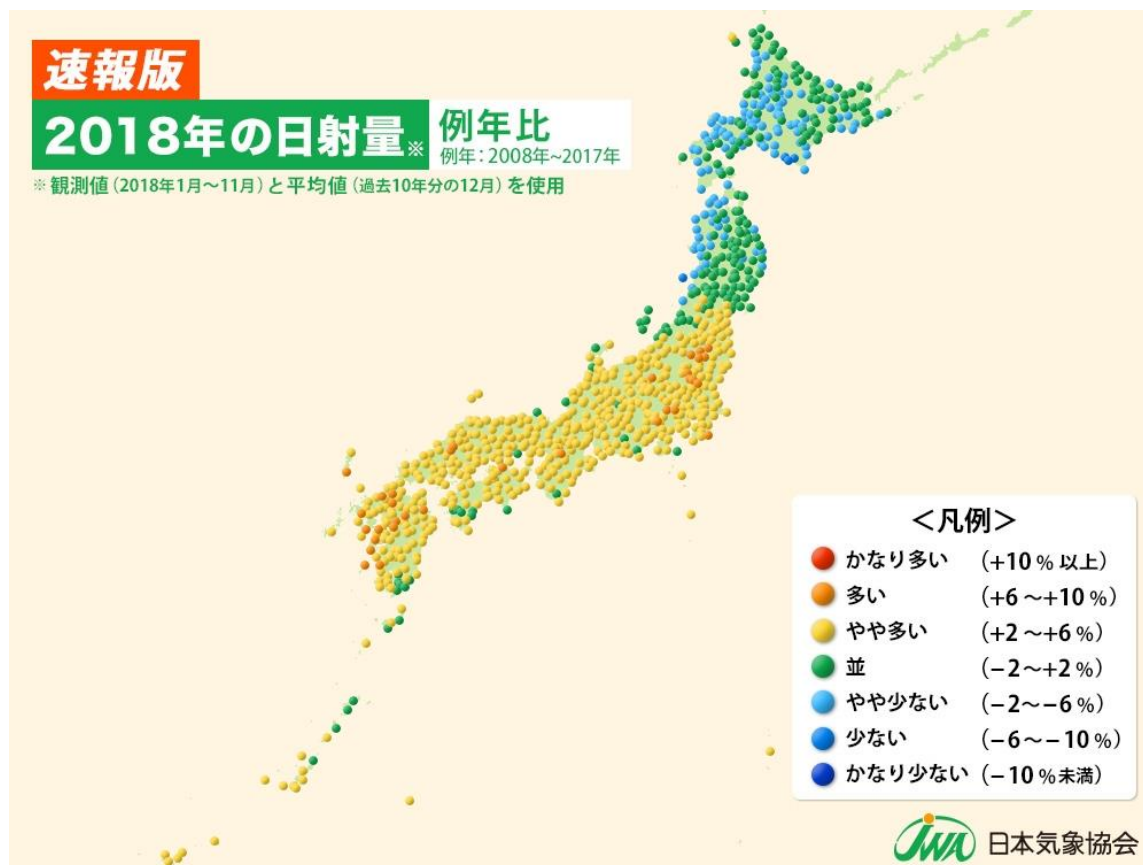 速報版
2018年の日射量※
例年比
例年：2008年~2017年
※観測値（2018年1月～11月）と平均値（過去10年分の12月）を使用
＜凡例＞
かなり多い （+10 % 以上）
多い （+6 ～+10 %）
やや多い （+2 ～+6 %）
並 （−2～+2 %）
やや少ない （−2～−6 %）
少ない （−6～−10 %）
かなり少ない （−10 %未満）
JWA 日本気象協会